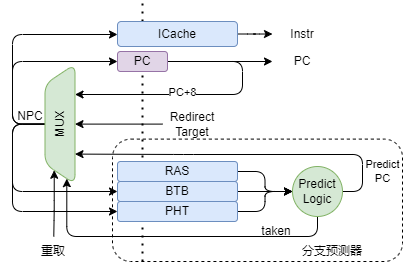 ICache
Instr
PC
PC
PC+8
NPC
MUX
Redirect
Target
RAS
BTB
PHT
Predict
Logic
Predict
PC
taken
重取
分支预测器